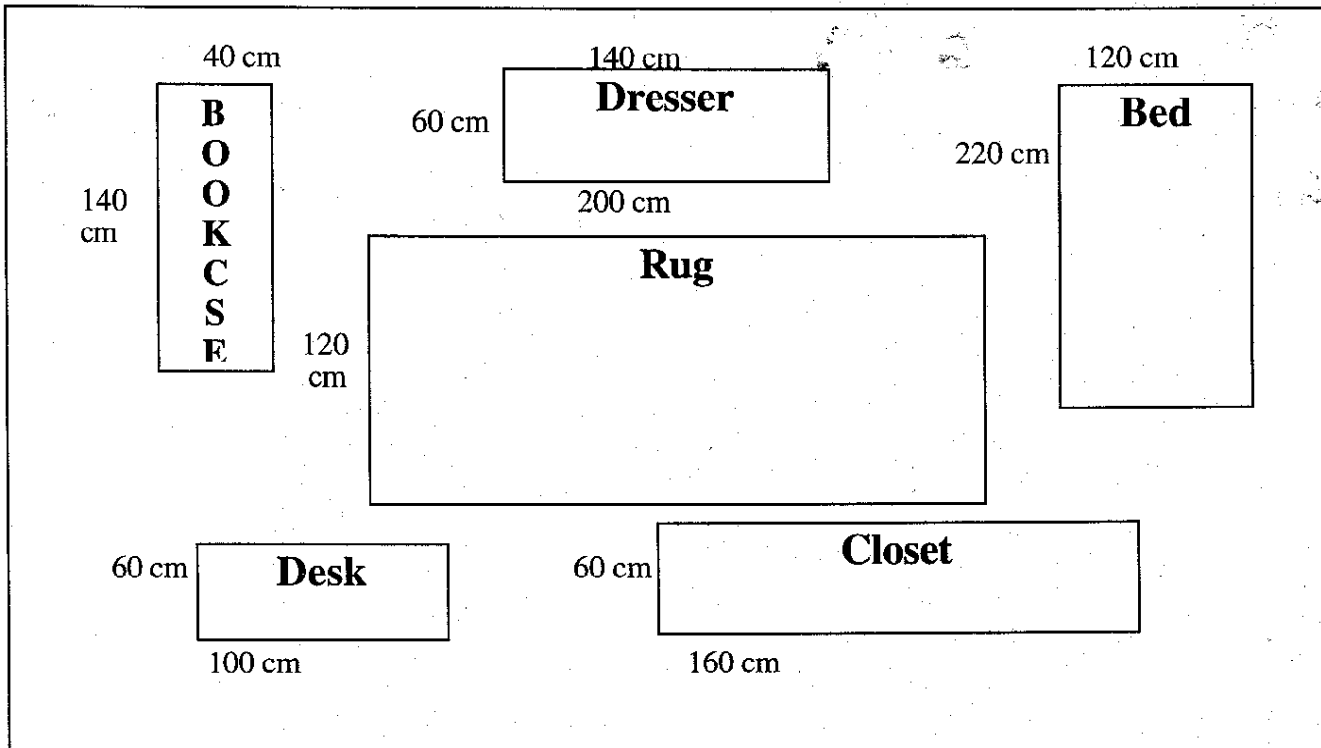 40 cm
140 cm
120 cm
B
O
O
K
C
S
E
Dresser
Bed
60 cm
220 cm
140
cm
200 cm
Rug
120
cm
60 cm
Desk
60 cm
Closet
100 cm
160 cm